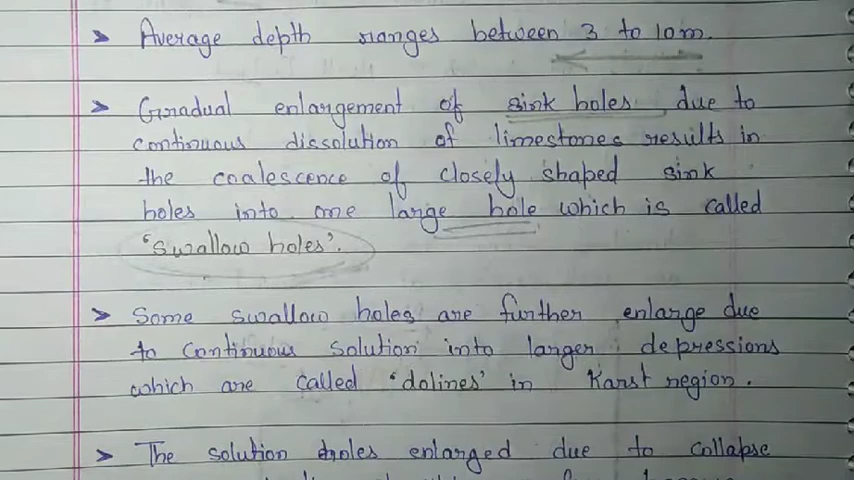 ➤ Average depth ranges between 3 to 10m.
➤ Gradual enlargement of sink holes due to
continuous dissolution of limestones results in
the coalescence of closely shaped sink
holes into one large hole which is called
'swallow holes'.
➤ Some swallow holes are further enlarge due
to continuous solution into larger depressions
which are called 'dolines' in Karst region.
➤ The solution holes enlarged due to collapse